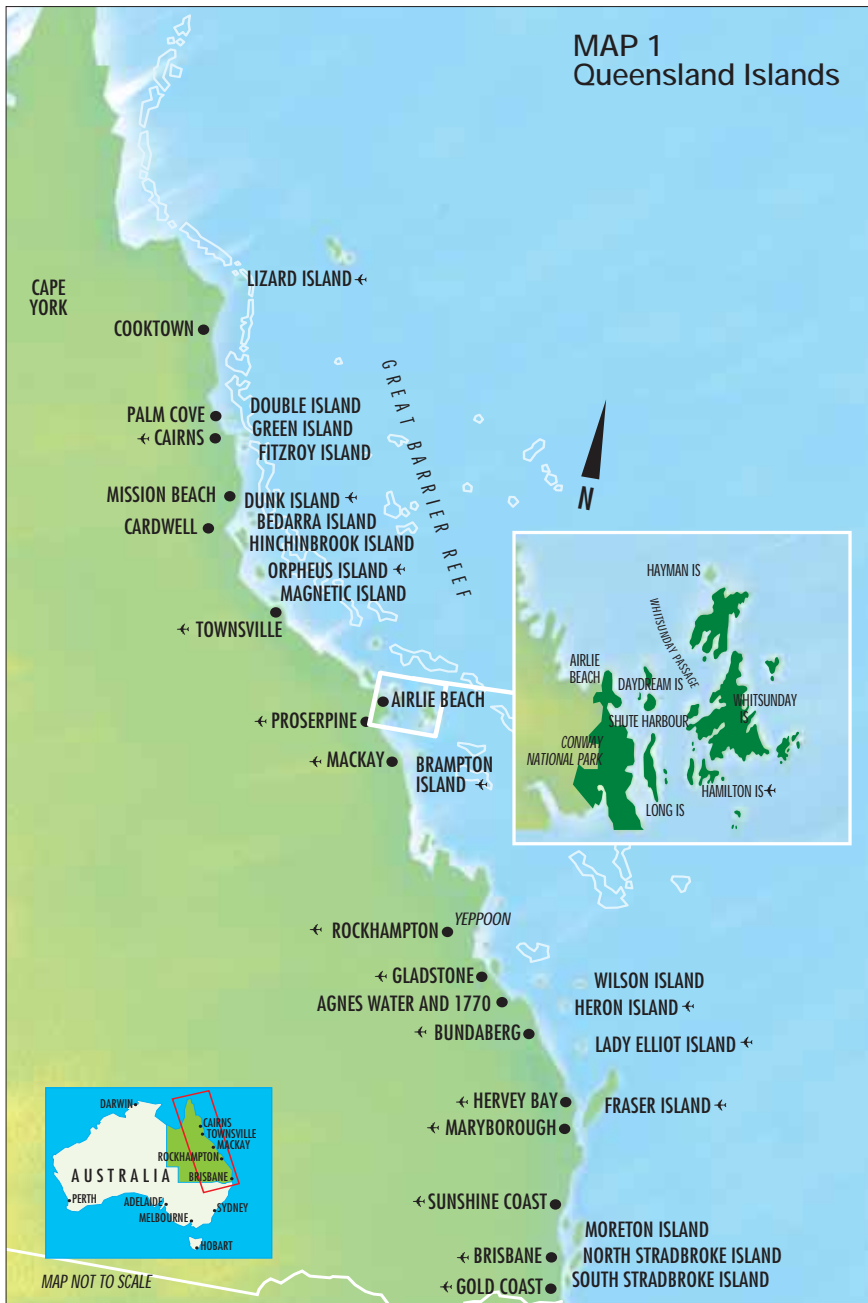 MAP 1
Queensland Islands
CAPE
YORK
LIZARD ISLAND
COOKTOWN
GREAT BARRIER REEF
PALM COVE
DOUBLE ISLAND
CAIRNS
GREEN ISLAND
FITZROY ISLAND
MISSION BEACH
DUNK ISLAND
BEDARRA ISLAND
CARDWELL
HINCHINBROOK ISLAND
ORPHEUS ISLAND
MAGNETIC ISLAND
TOWNSVILLE
N
AIRLIE BEACH
PROSERPINE
MACKAY
BRAMPTON
ISLAND
HAYMAN IS
WHITSUNDAY PASSAGE
AIRLIE
BEACH
DAYDREAM IS
WHITSUNDAY
IS
SHUTE HARBOUR
CONWAY
NATIONAL PARK
HAMILTON IS
LONG IS
YEPPOON
ROCKHAMPTON
GLADSTONE
WILSON ISLAND
AGNES WATER AND 1770
HERON ISLAND
BUNDABERG
LADY ELLIOT ISLAND
HERVEY BAY
FRASER ISLAND
MARYBOROUGH
SUNSHINE COAST
MORETON ISLAND
BRISBANE
NORTH STRADBROKE ISLAND
GOLD COAST
SOUTH STRADBROKE ISLAND
DARWIN
CAIRNS
TOWNSVILLE
MACKAY
ROCKHAMPTON
AUSTRALIA
BRISBANE
PERTH
ADELAIDE
SYDNEY
MELBOURNE
HOBART
MAP NOT TO SCALE